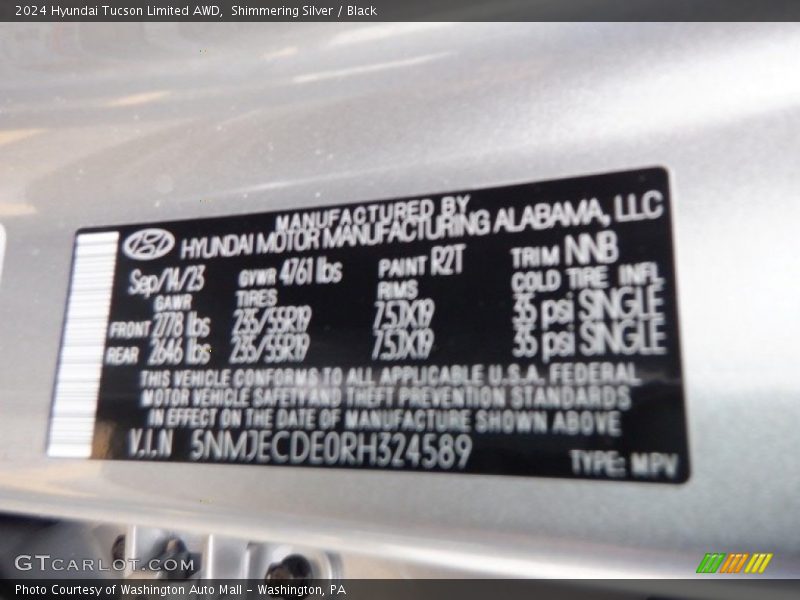 2024 Hyundai Tucson Limited AWD,  Shimmering Silver / Black
MANUFACTURED BY
HYUNDAI MOTOR MANUFACTURING ALABAMA, LLC
Sep/14/23 GVWR 4761 lbs PAINT R2T TRIM NNB
GAWR TIRES RIMS COLD TIRE INFL.
FRONT 2778 lbs 235/55R19 7.5JX19 35 psi SINGLE
REAR 2646 lbs 235/55R19 7.5JX19 35 psi SINGLE
THIS VEHICLE CONFORMS TO ALL APPLICABLE U.S.A. FEDERAL
MOTOR VEHICLE SAFETY AND THEFT PREVENTION STANDARDS
IN EFFECT ON THE DATE OF MANUFACTURE SHOWN ABOVE
V.I.N 5NMJECDE0RH324589
TYPE: MPV
GTCARLOT.COM
Photo Courtesy of Washington Auto Mall - Washington, PA